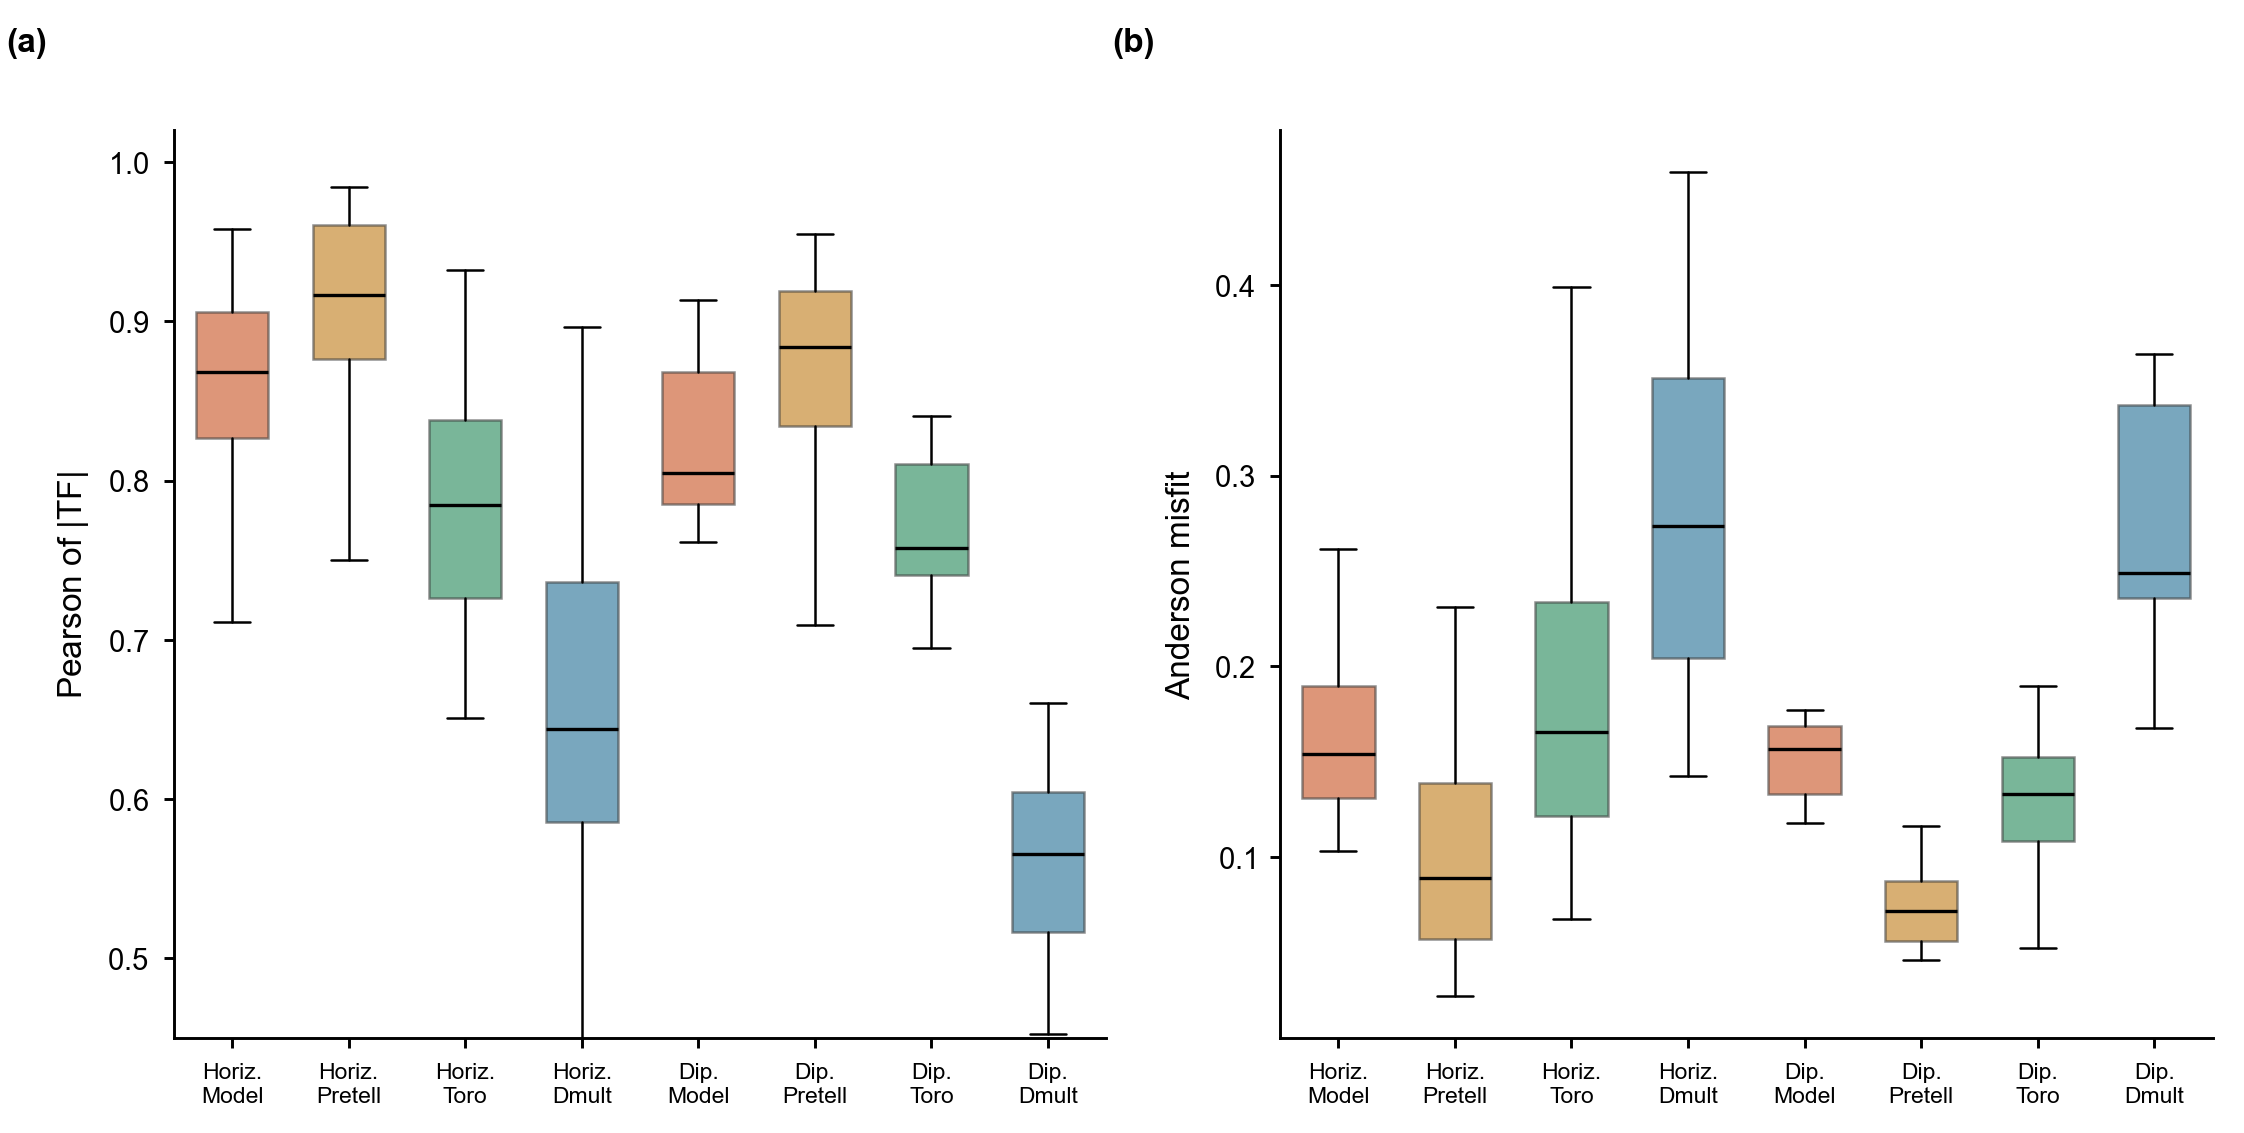 (a)
Pearson of |TF|
1.0
0.9
0.8
0.7
0.6
0.5
Horiz.
Model
Horiz.
Pretell
Horiz.
Toro
Horiz.
Dmult
Dip.
Model
Dip.
Pretell
Dip.
Toro
Dip.
Dmult
(b)
Anderson misfit
0.4
0.3
0.2
0.1
Horiz.
Model
Horiz.
Pretell
Horiz.
Toro
Horiz.
Dmult
Dip.
Model
Dip.
Pretell
Dip.
Toro
Dip.
Dmult